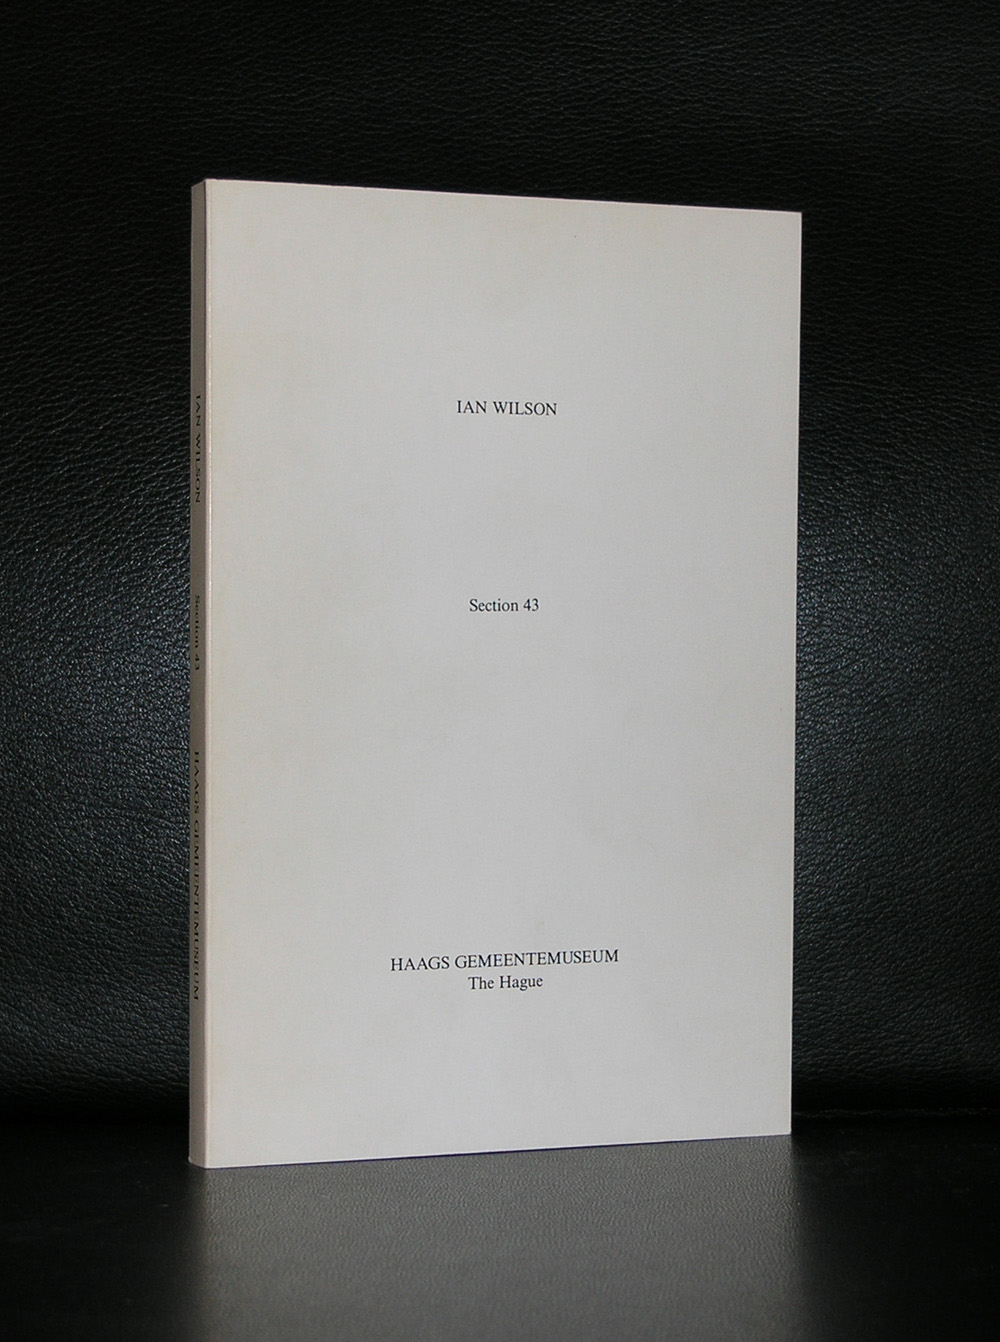 IAN WILSON
Section 43
HAAGS GEMEENTEMUSEUM
The Hague
IAN WILSON
Section 43
HAAGS GEMEENTEMUSEUM